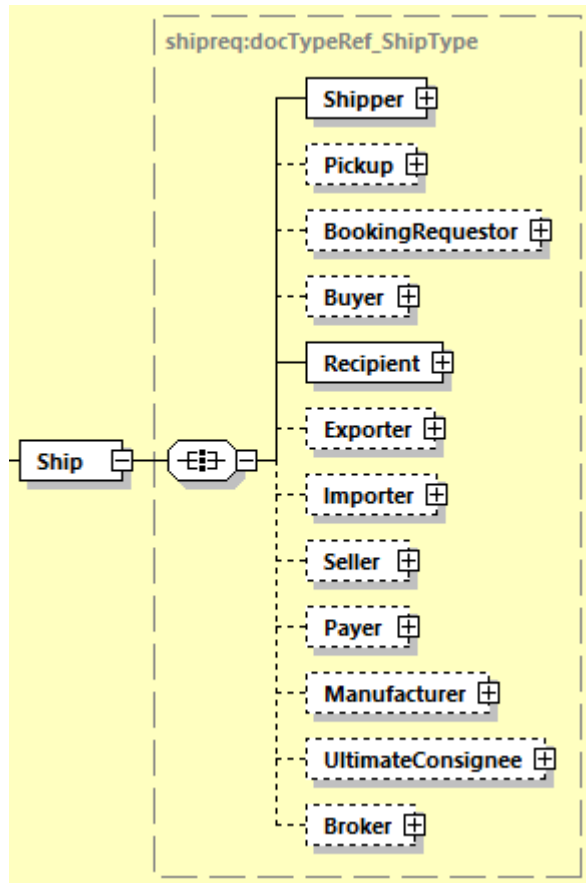 shipreq:docTypeRef_ShipType
Shipper
Pickup
BookingRequestor
Buyer
Recipient
Exporter
Ship
Importer
Seller
Payer
Manufacturer
UltimateConsignee
Broker